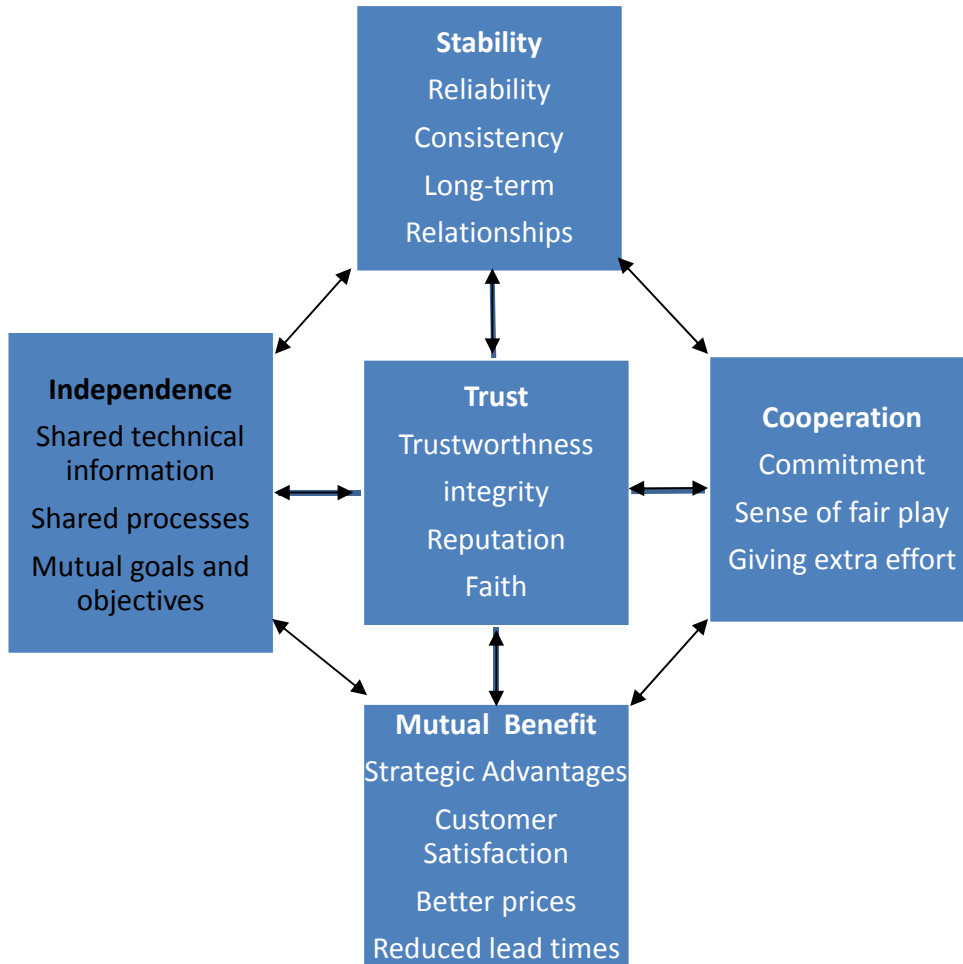 Stability
Reliability
Consistency
Long-term
Relationships
Independence
Shared technical
information
Shared processes
Mutual goals and
objectives
Trust
Trustworthness
integrity
Reputation
Faith
Cooperation
Commitment
Sense of fair play
Giving extra effort
Mutual  Benefit
Strategic Advantages
Customer
Satisfaction
Better prices
Reduced lead times